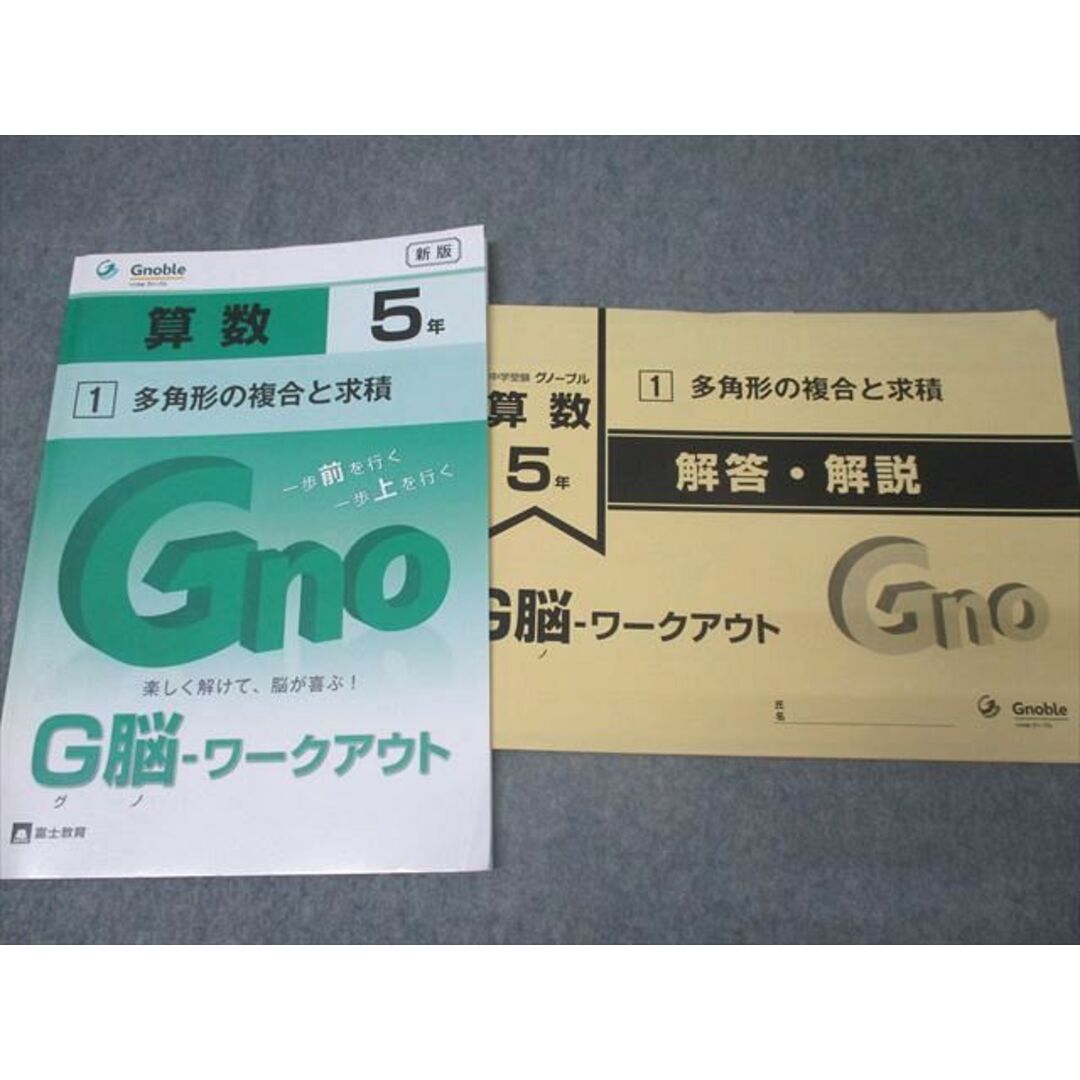 Gnoble
新版
算数
5年
1 多角形の複合と求積
一歩前を行く
一歩上を行く
Gno
楽しく解けて、脳が喜ぶ！
G脳-ワークアウト
グ ノ
富士教育
中学受験 グノーブル
算数
5年
1 多角形の複合と求積
解答・解説
Gno
G脳-ワークアウト
ノ
氏名
Gnoble